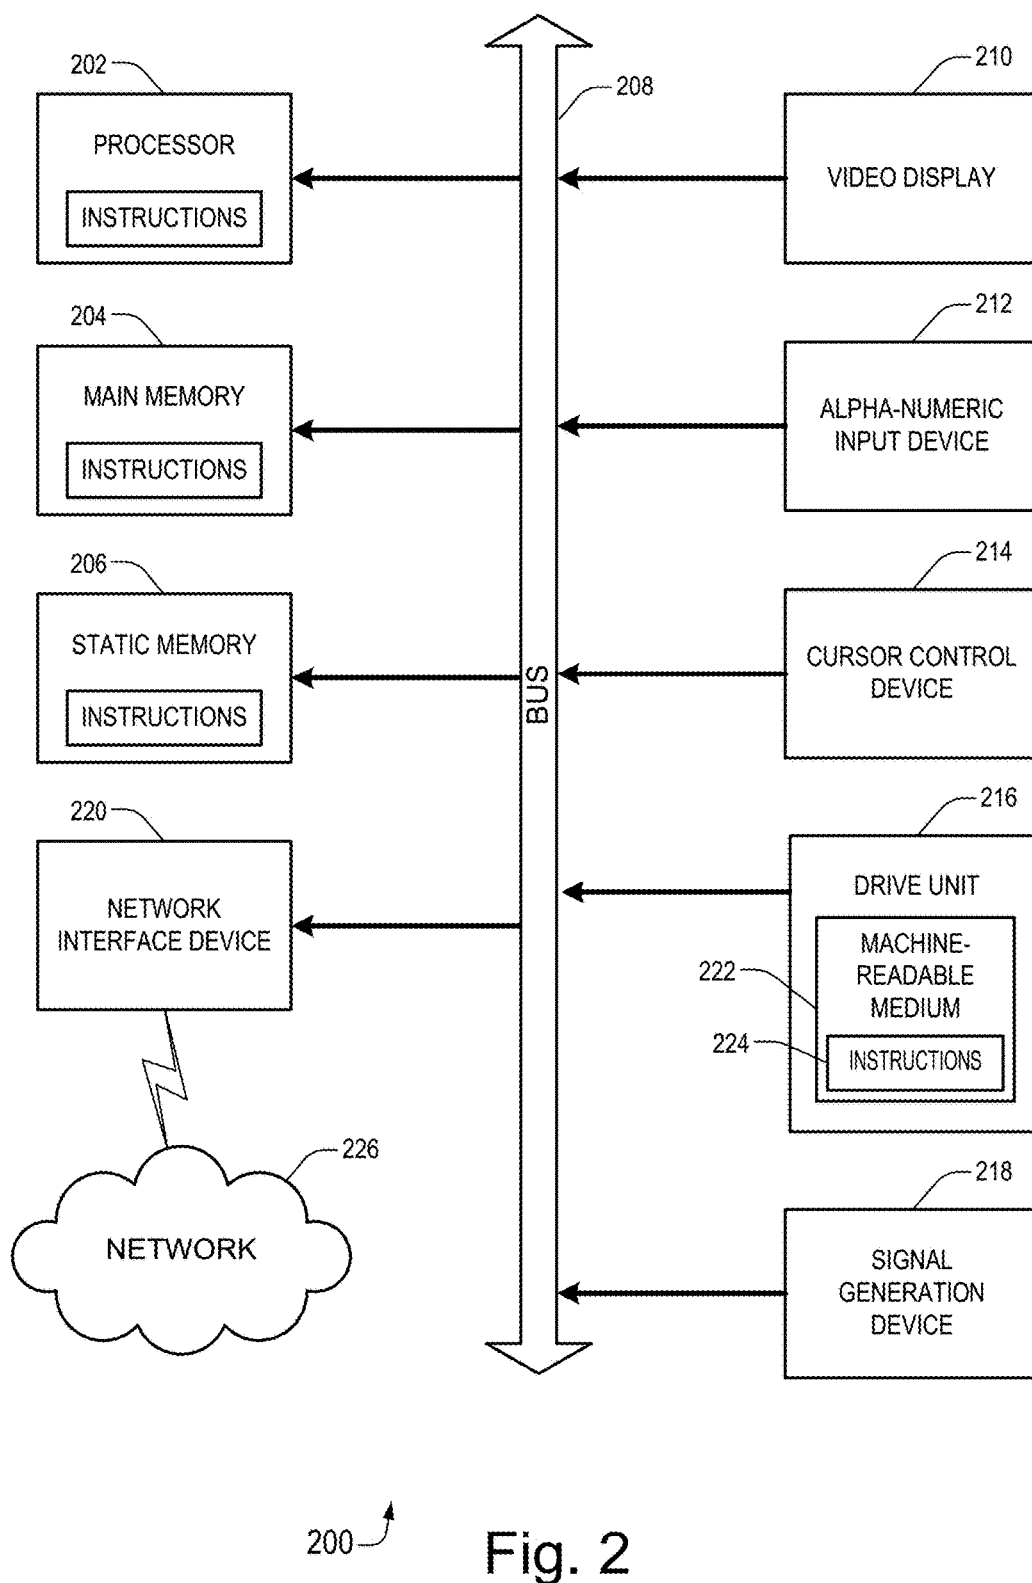 202
PROCESSOR
INSTRUCTIONS
204
MAIN MEMORY
INSTRUCTIONS
206
STATIC MEMORY
INSTRUCTIONS
220
NETWORK
INTERFACE DEVICE
226
NETWORK
208
BUS
210
VIDEO DISPLAY
212
ALPHA-NUMERIC
INPUT DEVICE
214
CURSOR CONTROL
DEVICE
216
DRIVE UNIT
222
MACHINE-
READABLE
MEDIUM
224
INSTRUCTIONS
218
SIGNAL
GENERATION
DEVICE
200
Fig. 2